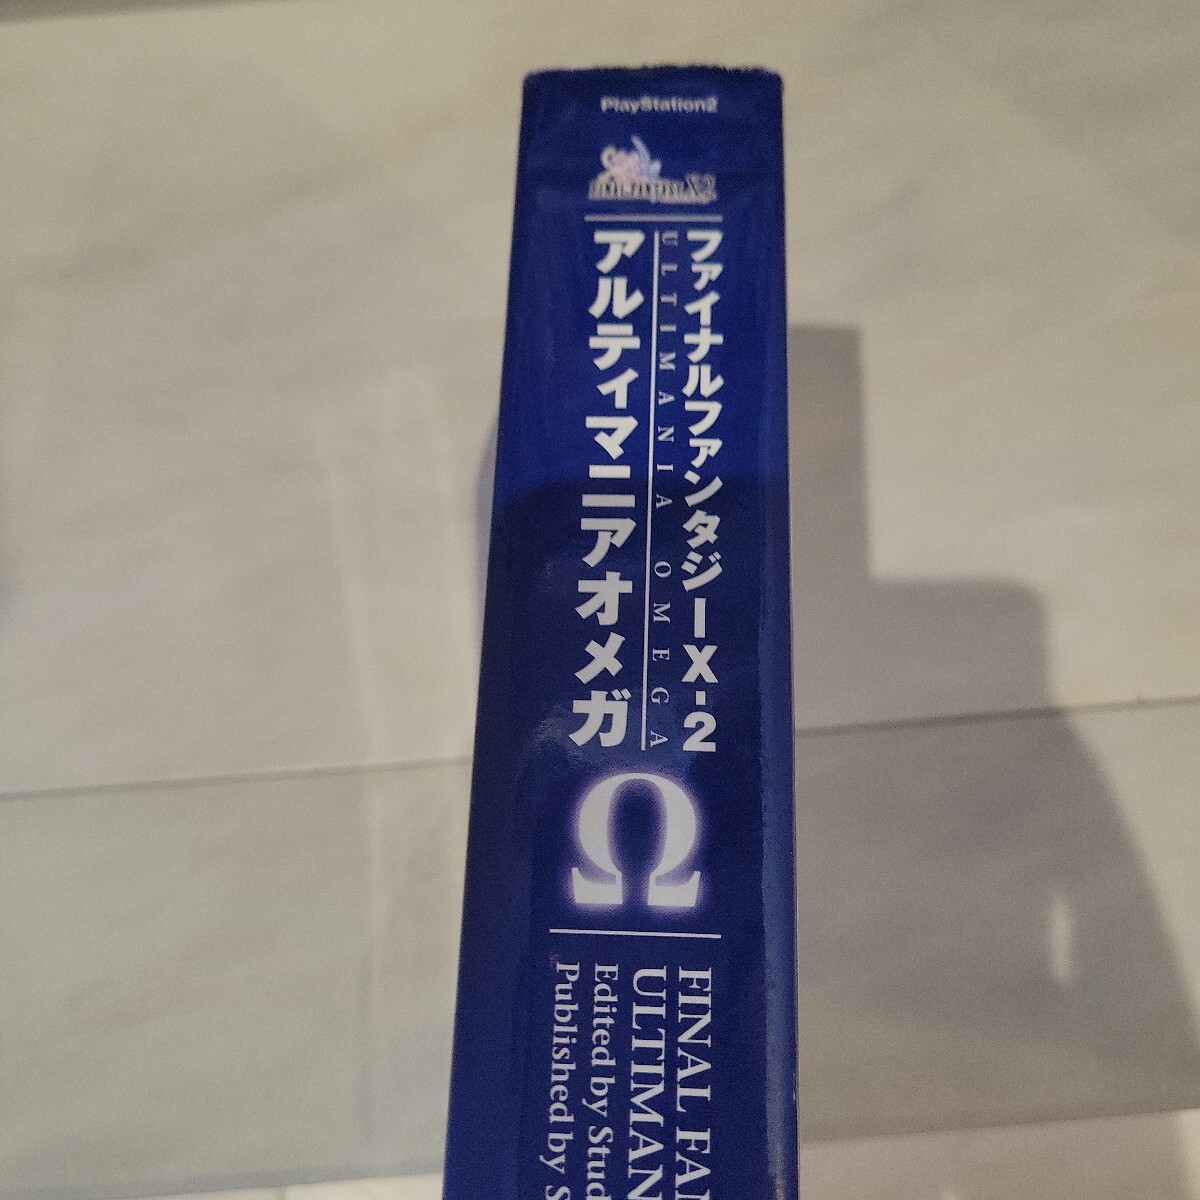 PlayStation2
ファイナルファンタジーX-2
ULTIMANIA OMEGA
アルティマニアオメガ
Ω
FINAL FAN
ULTIMAN
Edited by Stud
Published by S